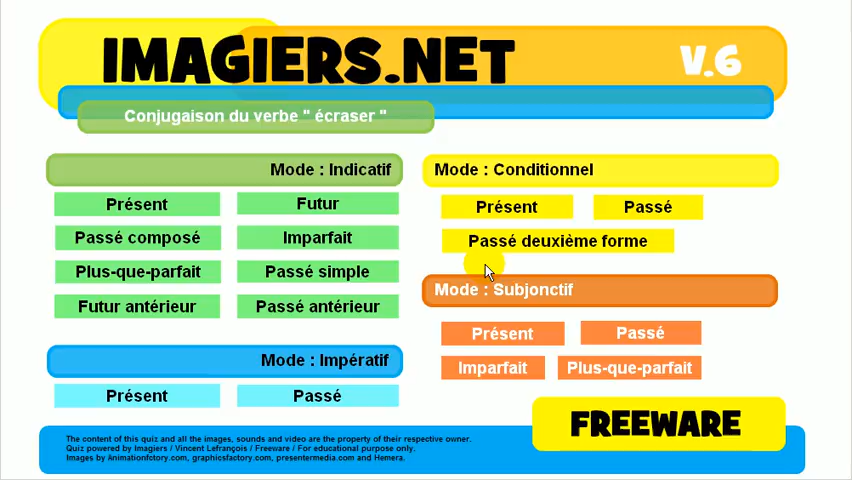 IMAGIERS.NET
V.6
Conjugaison du verbe " écraser "
Mode : Indicatif
Présent
Futur
Passé composé
Imparfait
Plus-que-parfait
Passé simple
Futur antérieur
Passé antérieur
Mode : Impératif
Présent
Passé
Mode : Conditionnel
Présent
Passé
Passé deuxième forme
Mode : Subjonctif
Présent
Passé
Imparfait
Plus-que-parfait
FREEWARE
The content of this quiz and all the images, sounds and video are the property of their respective owner.
Quiz powered by Imagiers / Vincent Lefrançois / Freeware / For educational purpose only.
Images by Animationfctory.com, graphicsfactory.com, presentermedia.com and Hemera.